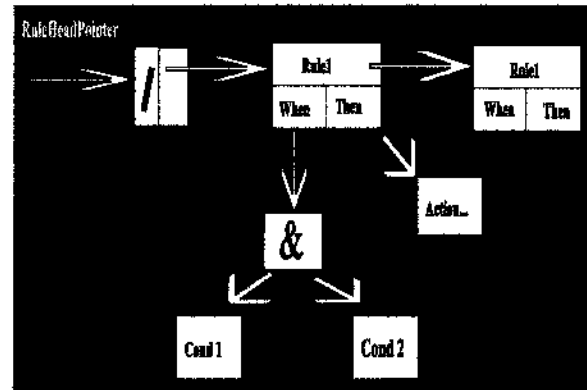 RuleHeadPointer
Rule1
Rule1
When Then
When Then
Action...
&
Cond 1
Cond 2